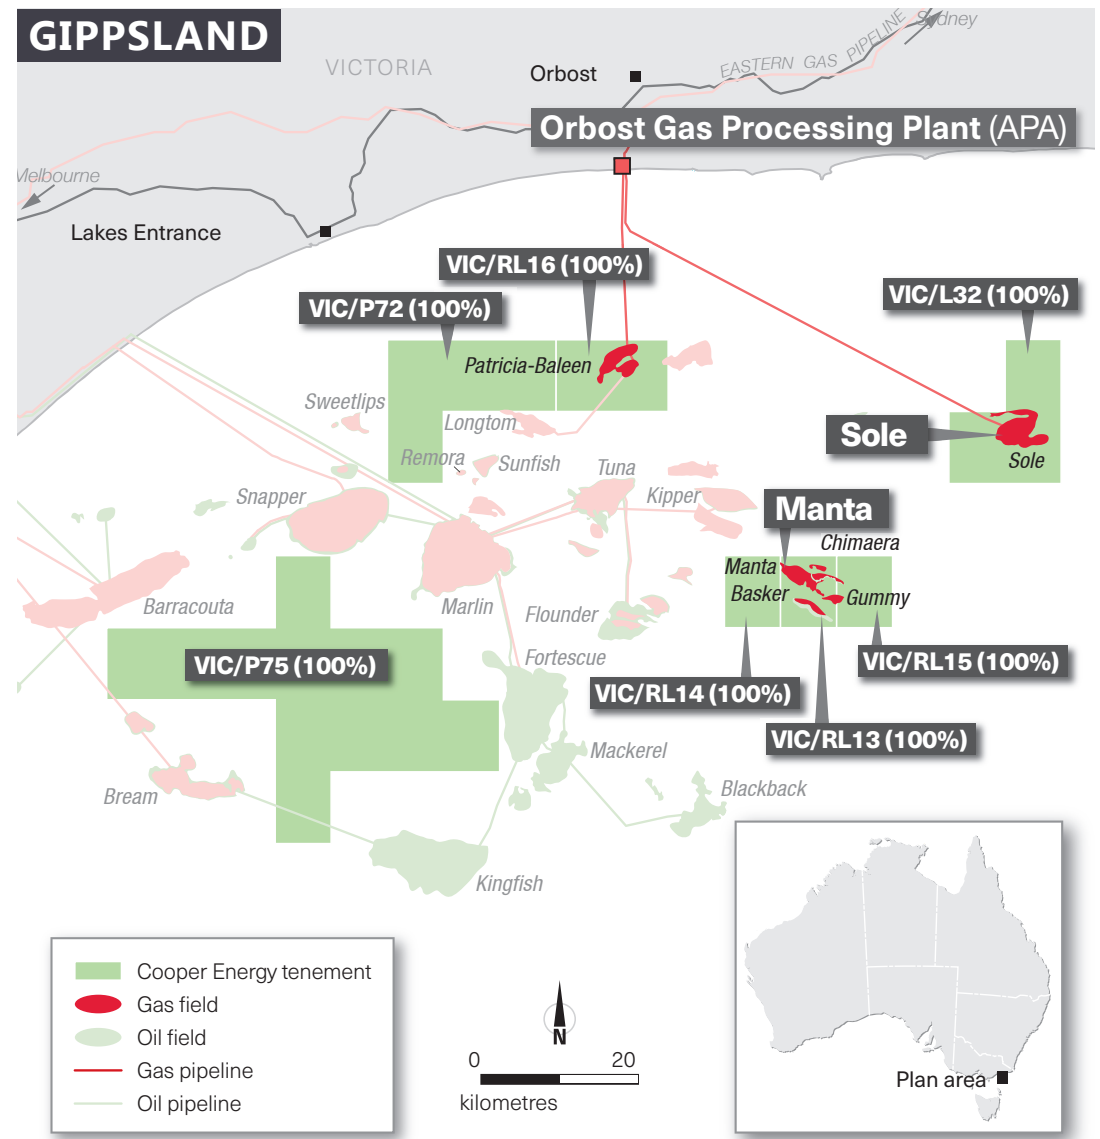 GIPPSLAND
Sydney
VICTORIA
EASTERN GAS PIPELINE
Orbost
Orbost Gas Processing Plant (APA)
Melbourne
Lakes Entrance
VIC/RL16 (100%)
VIC/P72 (100%)
VIC/L32 (100%)
Patricia-Baleen
Sweetlips
Longtom
Sole
Remora
Sunfish
Sole
Tuna
Snapper
Kipper
Manta
Chimaera
Manta
Basker
Gummy
Barracouta
Marlin
Flounder
VIC/P75 (100%)
Fortescue
VIC/RL15 (100%)
VIC/RL14 (100%)
VIC/RL13 (100%)
Mackerel
Bream
Blackback
Kingfish
Cooper Energy tenement
Gas field
Oil field
Gas pipeline
Oil pipeline
N
0 20
kilometres
Plan area